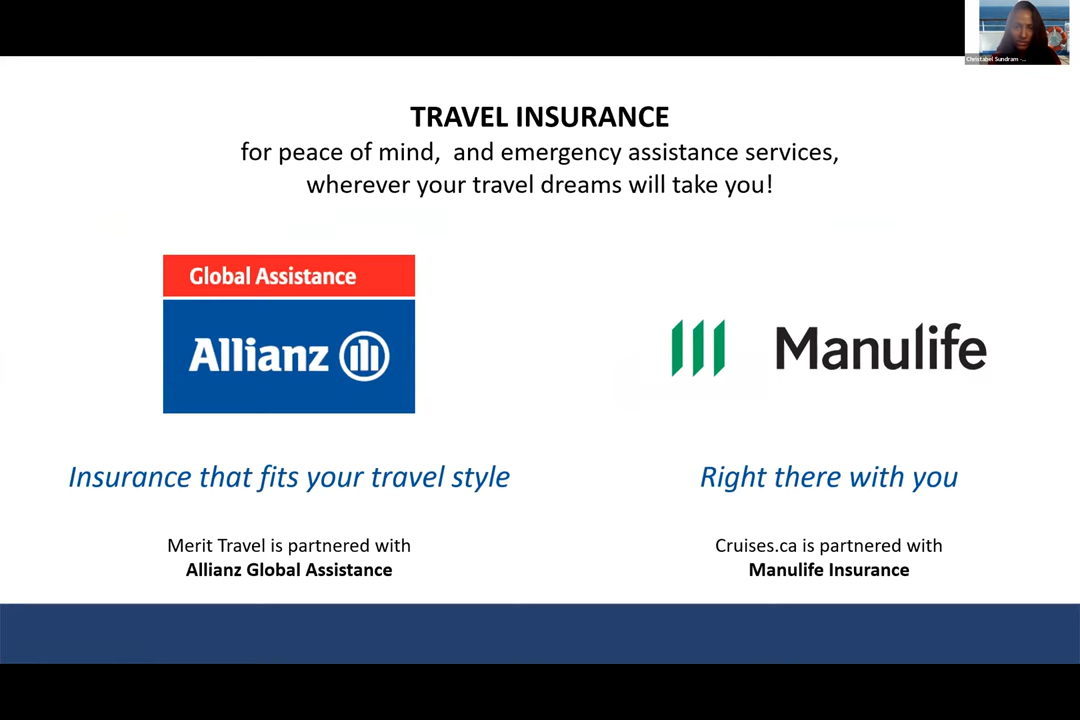 Christabel Sundram -...
TRAVEL INSURANCE
for peace of mind,  and emergency assistance services,
wherever your travel dreams will take you!
Global Assistance
Allianz
Manulife
Insurance that fits your travel style
Right there with you
Merit Travel is partnered with
Allianz Global Assistance
Cruises.ca is partnered with
Manulife Insurance